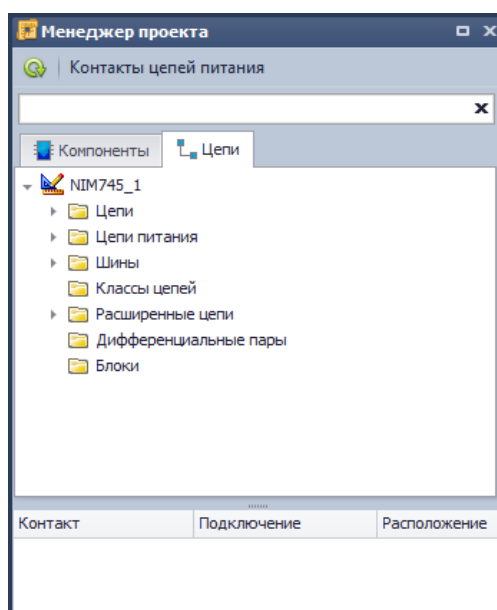 Менеджер проекта
Контакты цепей питания
Компоненты Цепи
NIM745_1
Цепи
Цепи питания
Шины
Классы цепей
Расширенные цепи
Дифференциальные пары
Блоки
Контакт Подключение Расположение